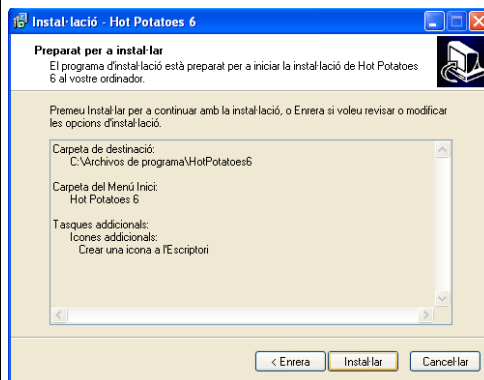 Instal·lació - Hot Potatoes 6
Preparat per a instal·lar
El programa d'instal·lació està preparat per a iniciar la instal·lació de Hot Potatoes
6 al vostre ordinador.
Premeu Instal·lar per a continuar amb la instal·lació, o Enrera si voleu revisar o modificar
les opcions d'instal·lació.
Carpeta de destinació:
C:\Archivos de programa\HotPotatoes6
Carpeta del Menú Inici:
Hot Potatoes 6
Tasques addicionals:
Icones addicionals:
Crear una icona a l'Escriptori
< Enrera
Instal·lar
Cancel·lar